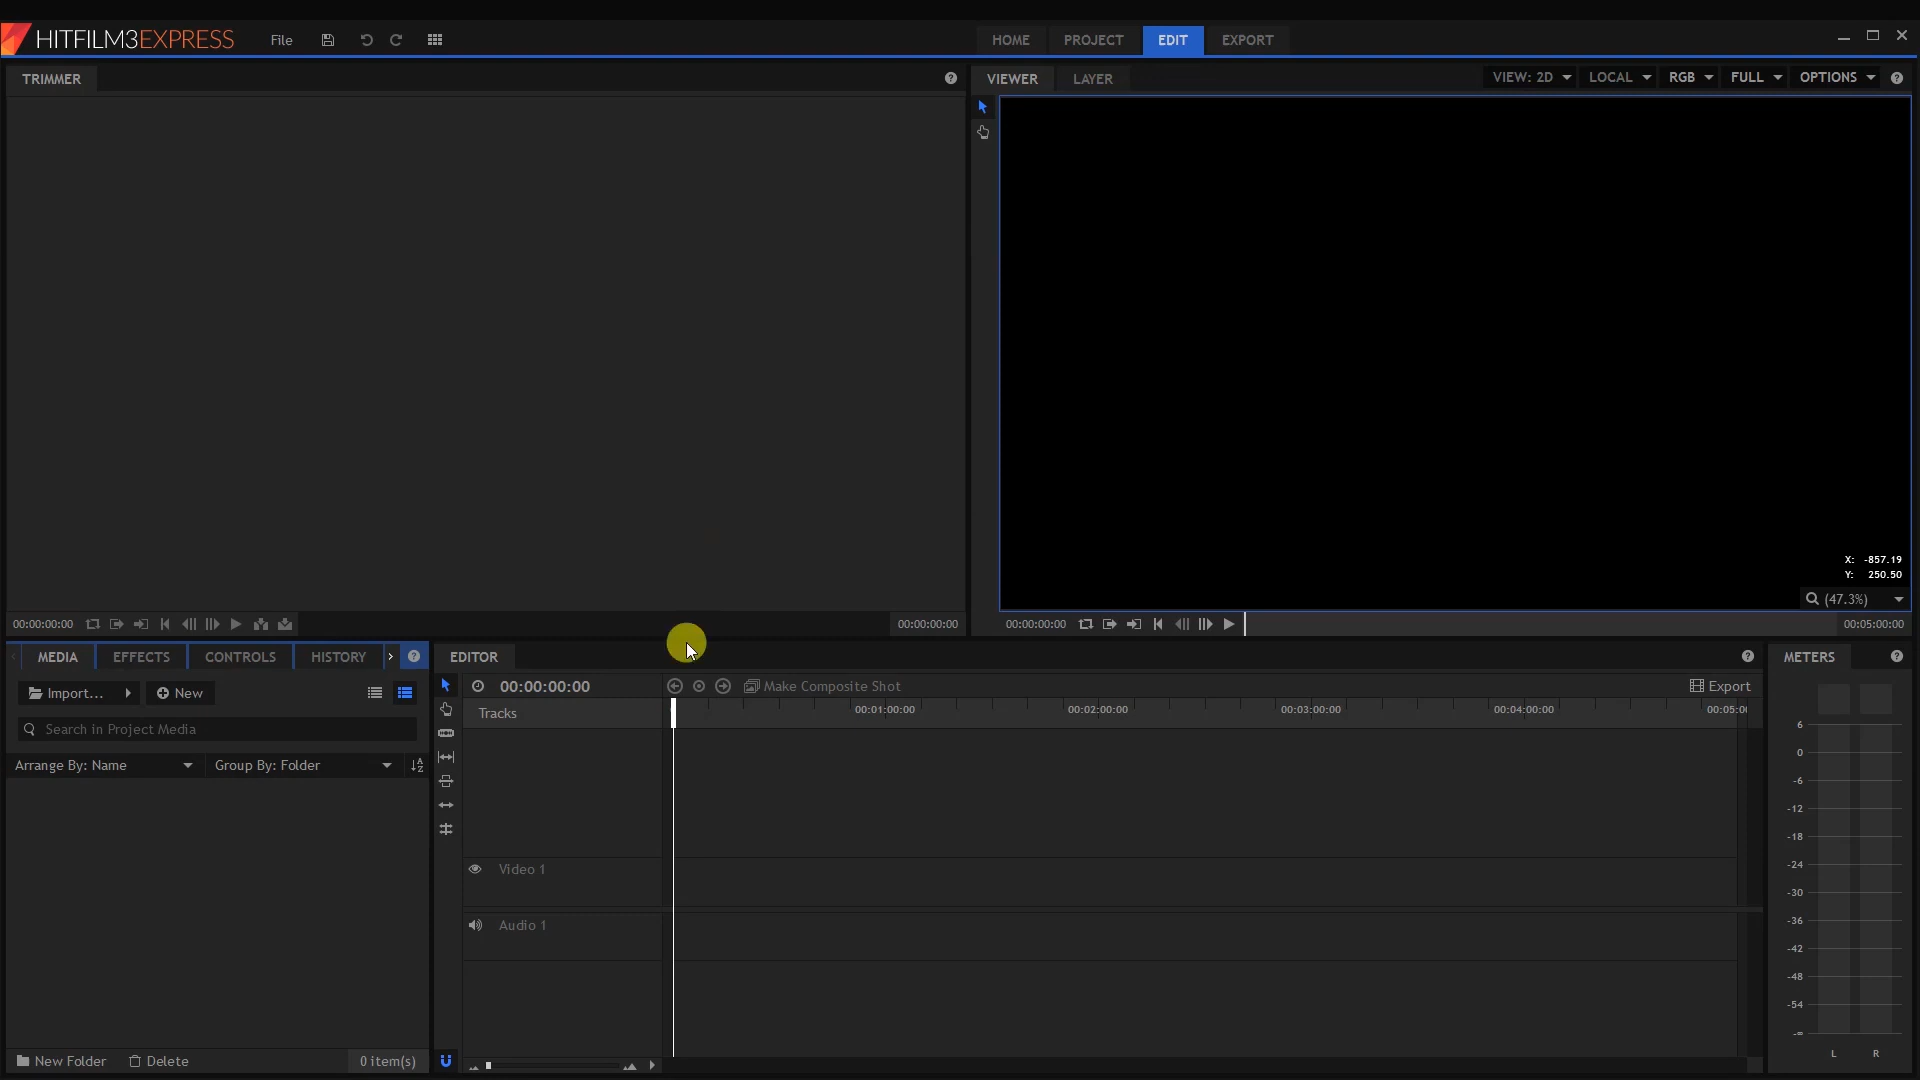 HITFILM3EXPRESS File HOME PROJECT EDIT EXPORT
TRIMMER VIEWER LAYER VIEW: 2D LOCAL RGB FULL OPTIONS
X: -857.19
Y: 250.50
(47.3%)
00:00:00:00 00:00:00:00 00:00:00:00 00:05:00:00
MEDIA EFFECTS CONTROLS HISTORY EDITOR METERS
Import... New 00:00:00:00 Make Composite Shot Export
Tracks 00:01:00:00 00:02:00:00 00:03:00:00 00:04:00:00 00:05:0
Search in Project Media
Arrange By: Name Group By: Folder
6
0
-6
-12
-18
-24
-30
-36
-42
-48
-54
-∞
Video 1
Audio 1
L R
New Folder Delete 0 item(s)